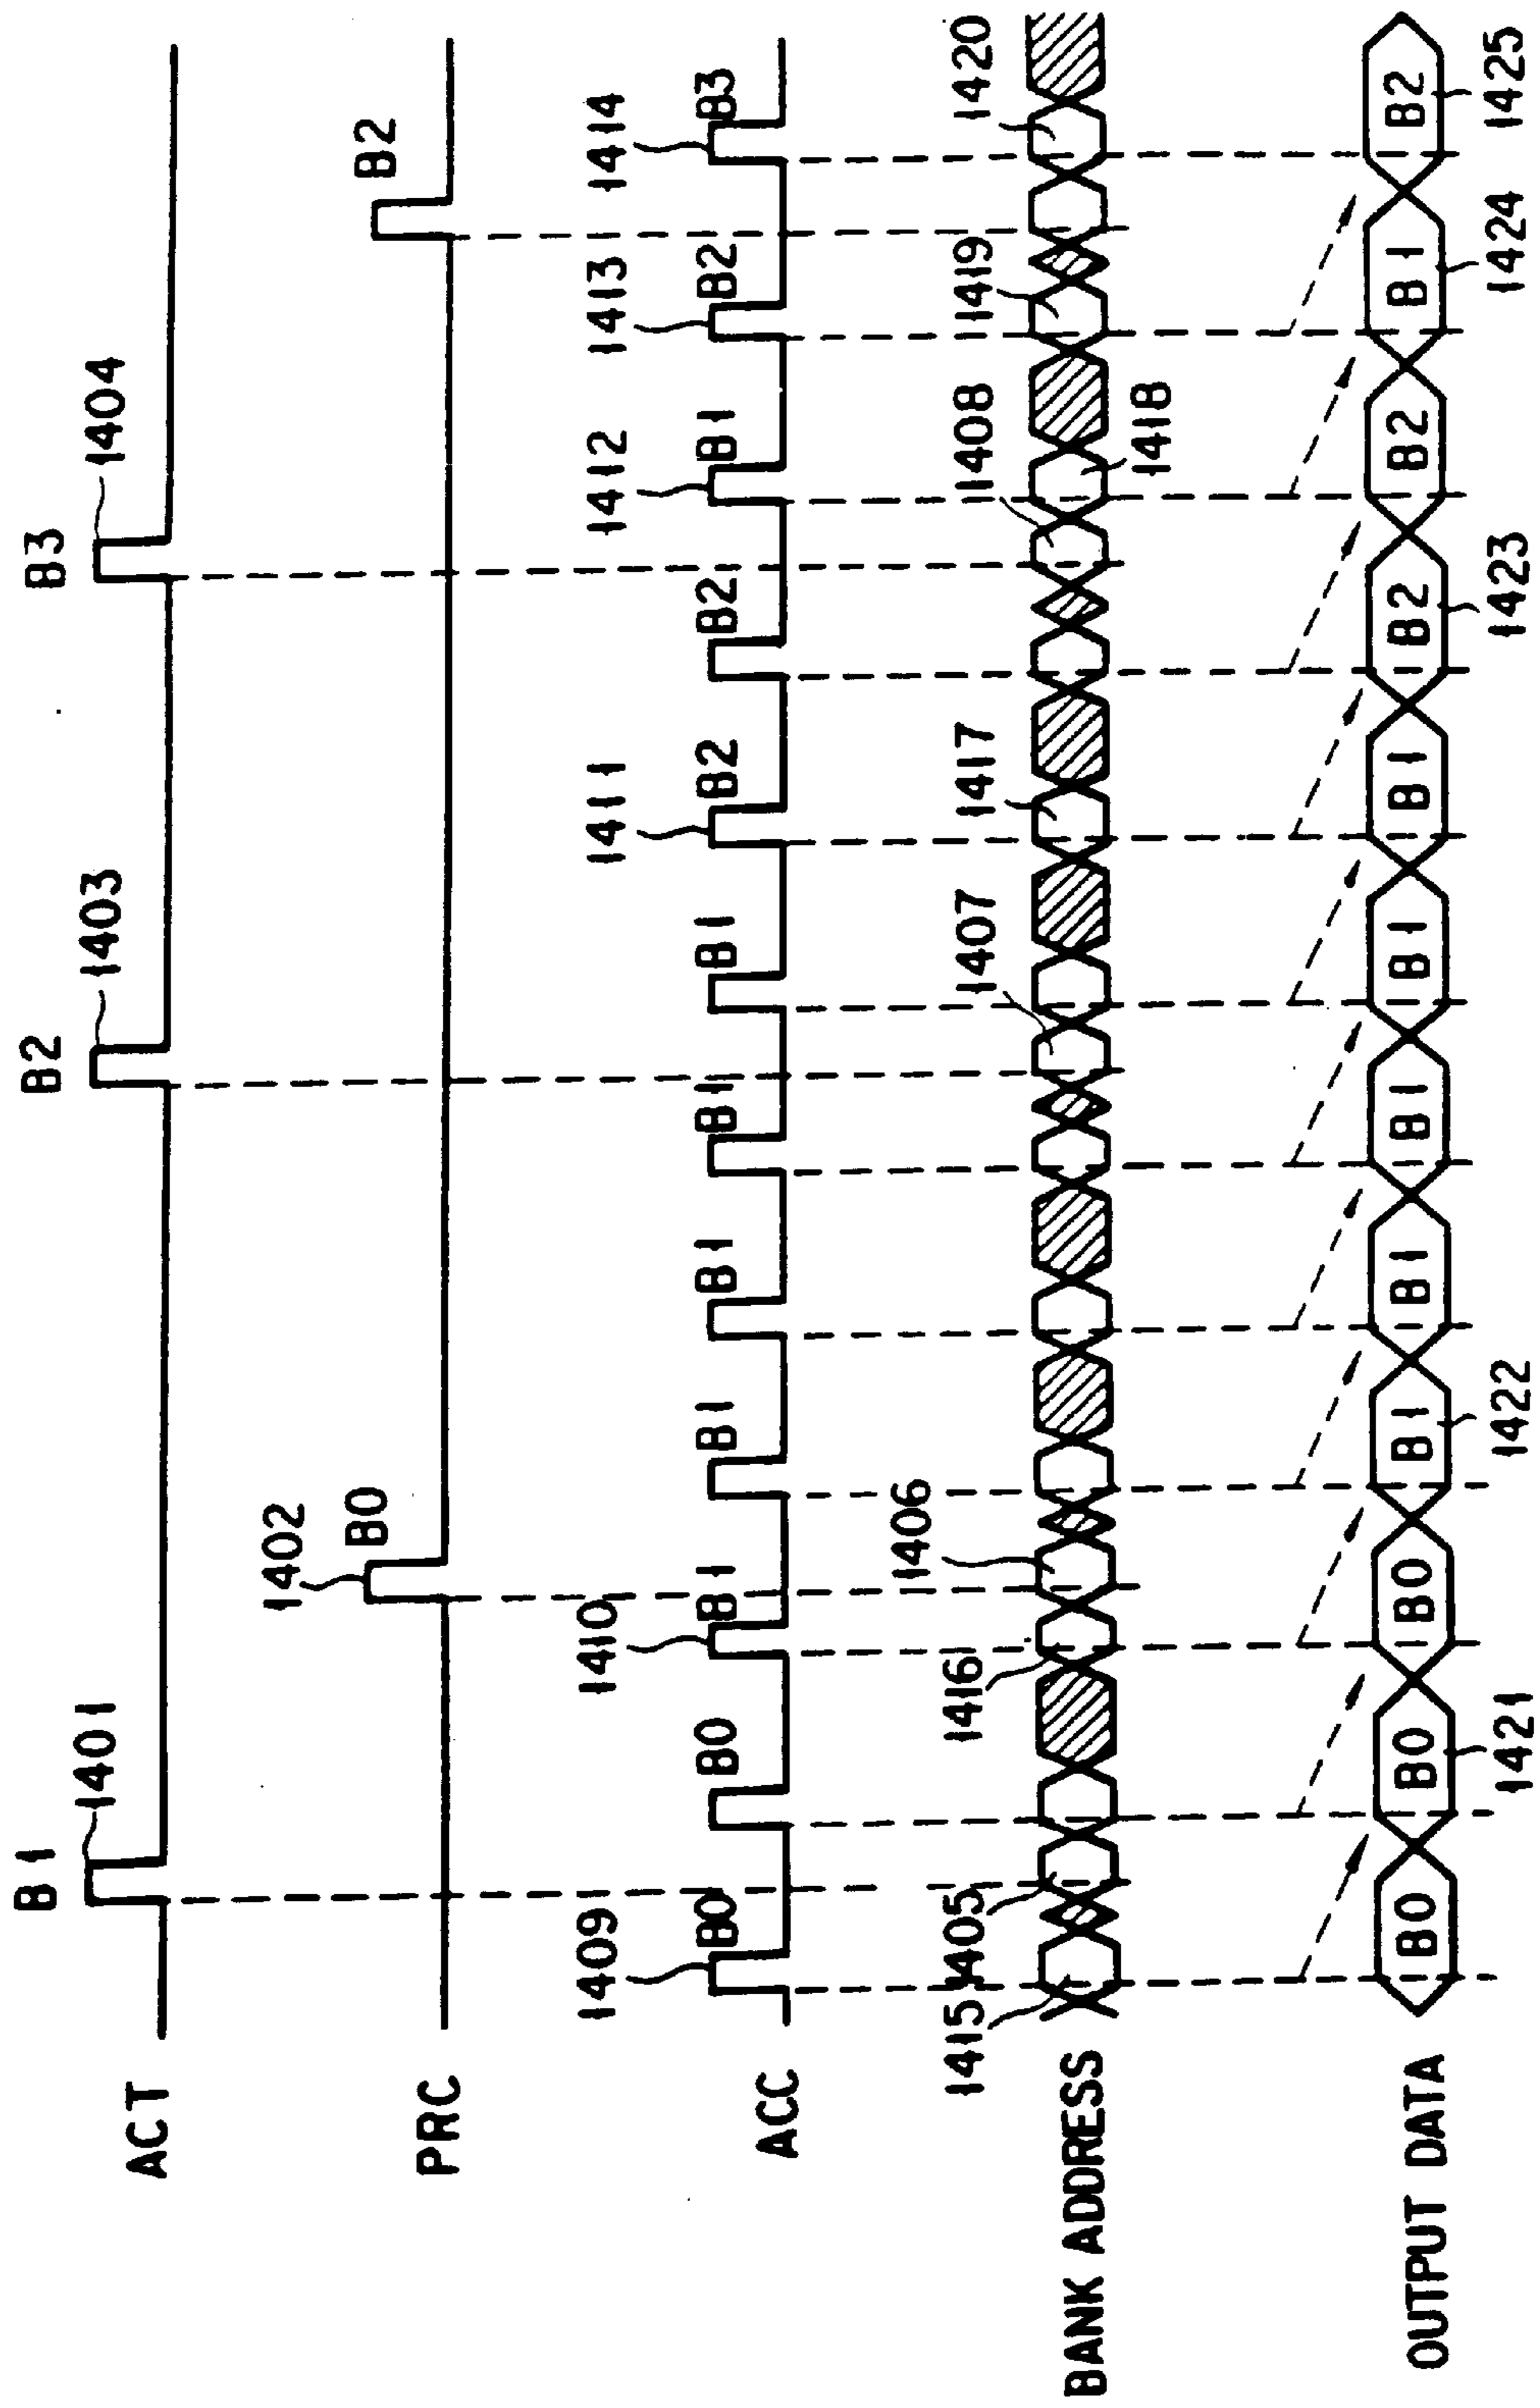 B1 B2 B3
1401 1403 1404
ACT
1402
B0 B2
PRC
1409 1410 1411 1412 1413 1414
B0 B0 B1 B1 B1 B1 B1 B2 B2 B1 B2 B3
ACC
1406
1415 1405 1416 1407 1417 1408 1419 1420
BANK ADDRESS
1418
OUTPUT DATA
B0 B0 B0 B1 B1 B1 B1 B1 B2 B2 B1 B2
1421 1422 1423 1424 1425